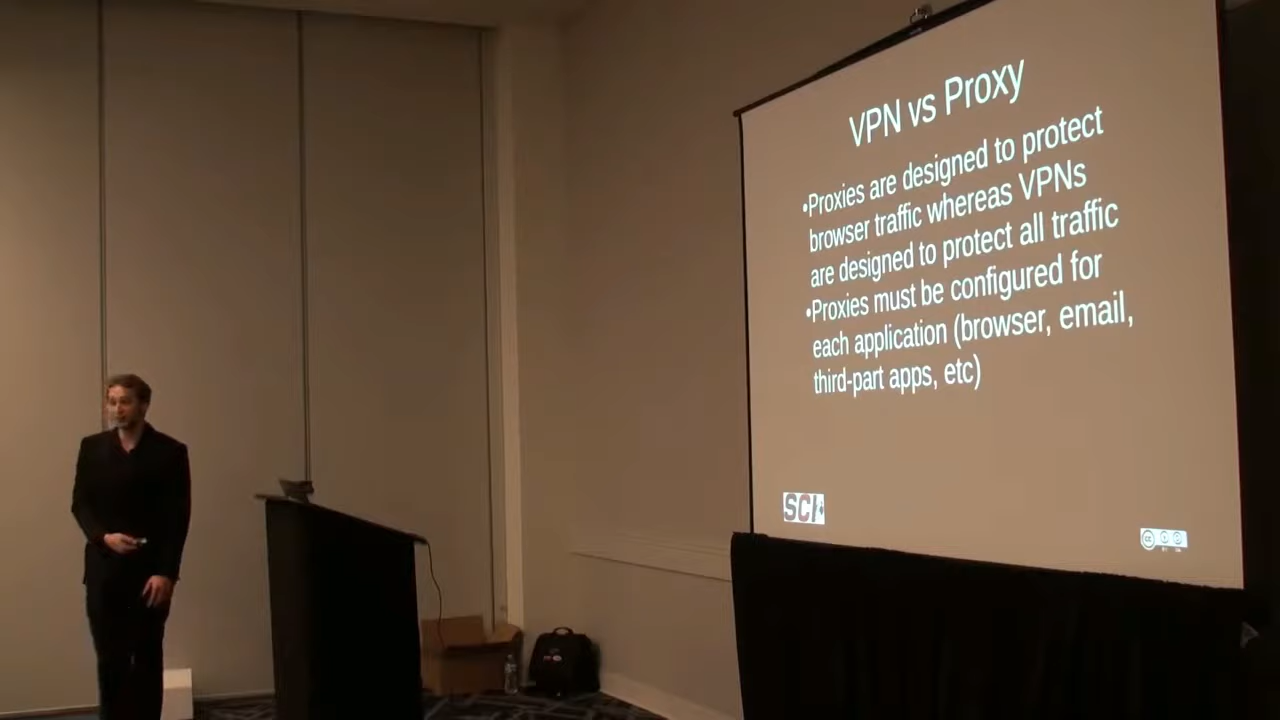 VPN vs Proxy
•Proxies are designed to protect
browser traffic whereas VPNs
are designed to protect all traffic
•Proxies must be configured for
each application (browser, email,
third-part apps, etc)
cc